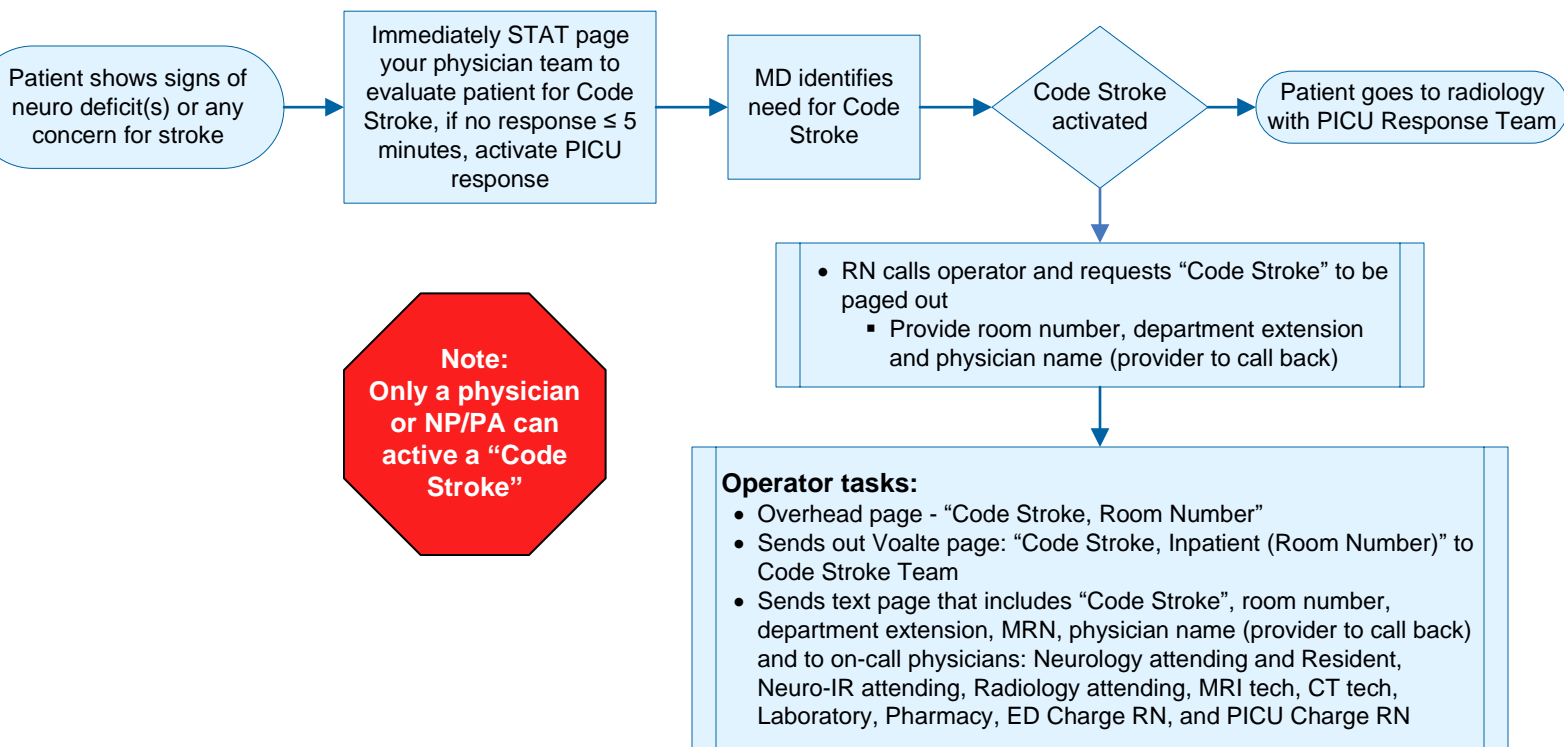 Patient shows signs of
neuro deficit(s) or any
concern for stroke
Immediately STAT page
your physician team to
evaluate patient for Code
Stroke, if no response ≤ 5
minutes, activate PICU
response
MD identifies
need for Code
Stroke
Code Stroke
activated
Patient goes to radiology
with PICU Response Team
• RN calls operator and requests “Code Stroke” to be
paged out
▪ Provide room number, department extension
and physician name (provider to call back)
Note:
Only a physician
or NP/PA can
active a “Code
Stroke”
Operator tasks:
• Overhead page - “Code Stroke, Room Number”
• Sends out Voalte page: “Code Stroke, Inpatient (Room Number)” to
Code Stroke Team
• Sends text page that includes “Code Stroke”, room number,
department extension, MRN, physician name (provider to call back)
and to on-call physicians: Neurology attending and Resident,
Neuro-IR attending, Radiology attending, MRI tech, CT tech,
Laboratory, Pharmacy, ED Charge RN, and PICU Charge RN